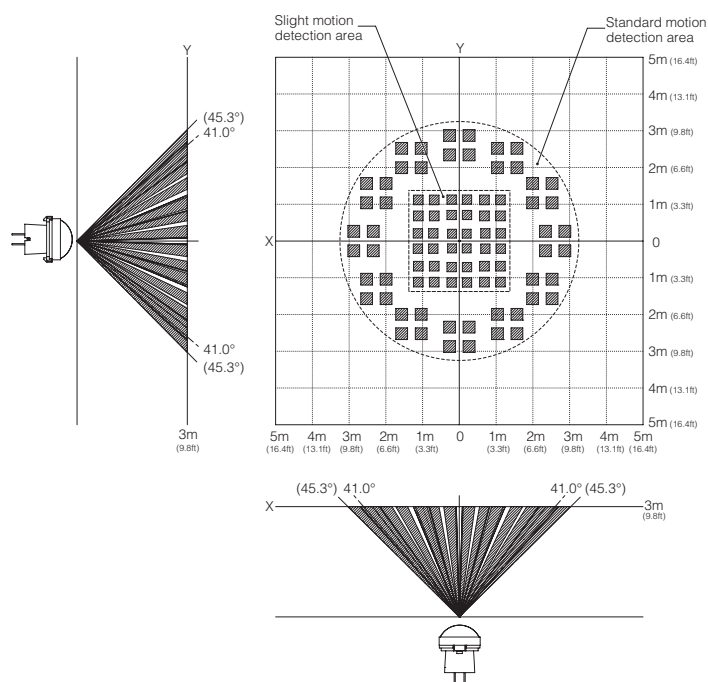 Slight motion
detection area
Standard motion
detection area
Y
Y
5m (16.4ft)
4m (13.1ft)
(45.3°)
41.0°
3m (9.8ft)
2m (6.6ft)
1m (3.3ft)
X
0
1m (3.3ft)
2m (6.6ft)
41.0°
(45.3°)
3m (9.8ft)
4m (13.1ft)
5m (16.4ft)
3m
(9.8ft)
5m 4m 3m 2m 1m 0 1m 2m 3m 4m 5m
(16.4ft) (13.1ft) (9.8ft) (6.6ft) (3.3ft) (3.3ft) (6.6ft) (9.8ft) (13.1ft) (16.4ft)
(45.3°) 41.0° 41.0° (45.3°)
X 3m
(9.8ft)